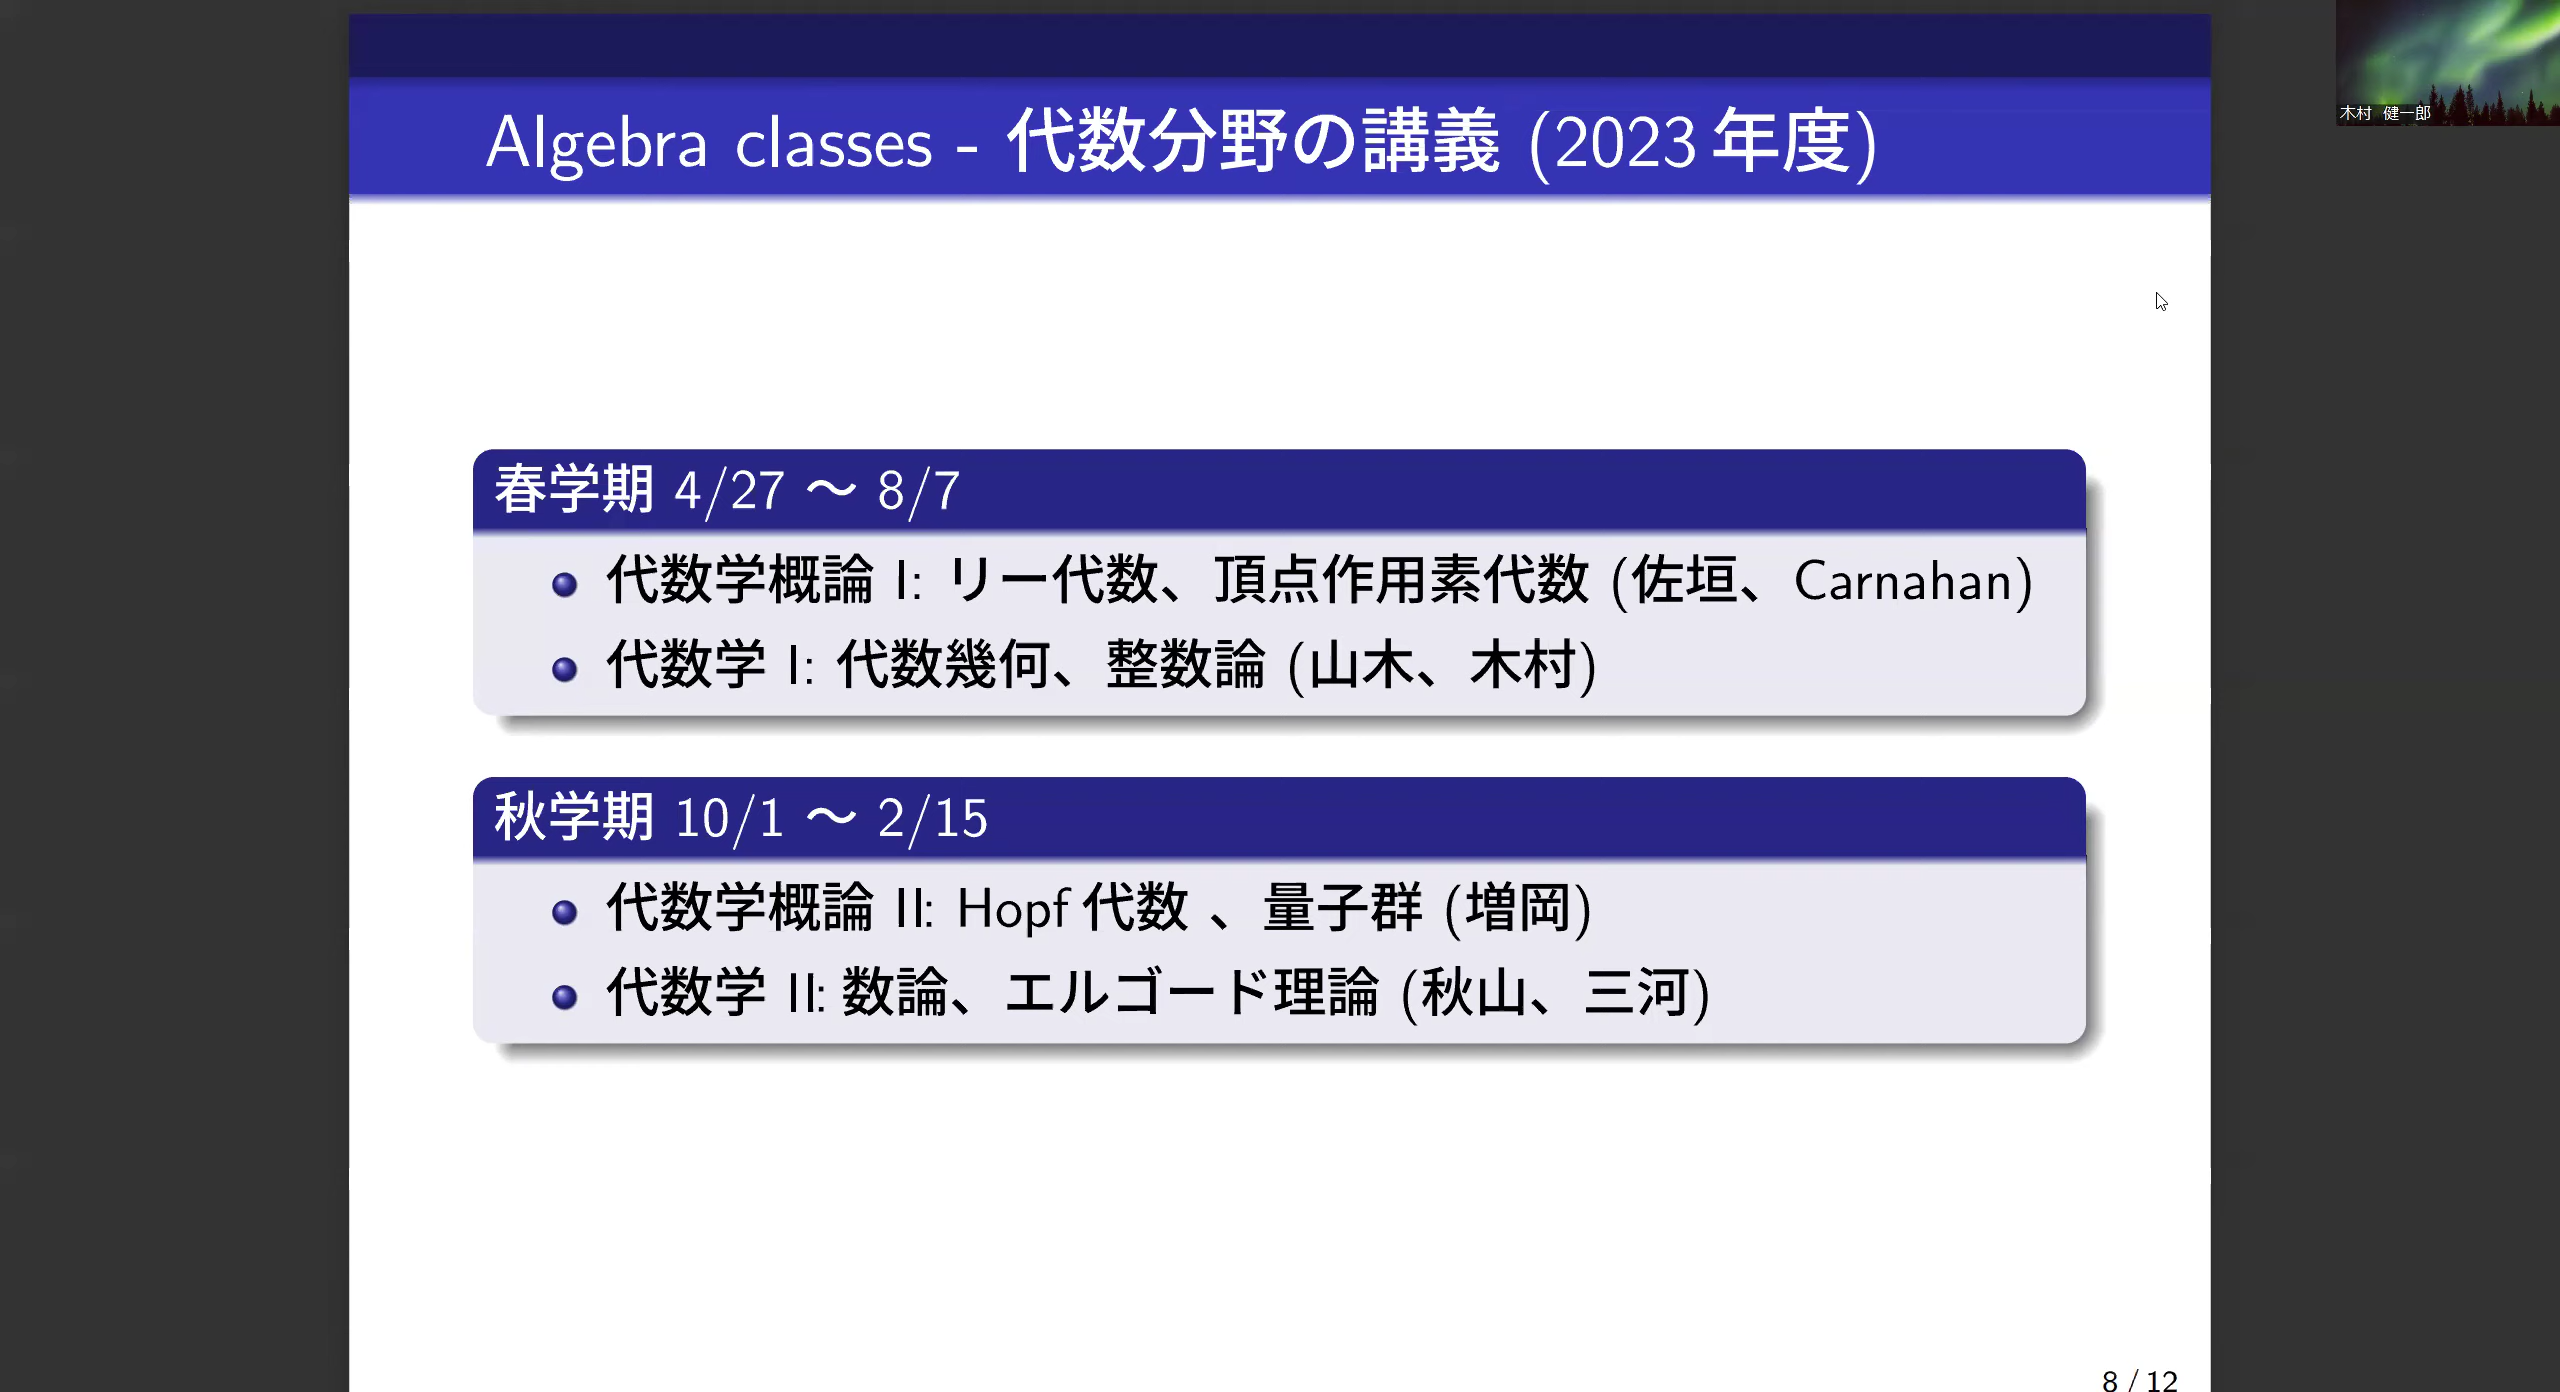 Algebra classes - 代数分野の講義 (2023 年度)
木村 健一郎
春学期 4/27 〜 8/7
代数学概論 I: リー代数、頂点作用素代数 (佐垣、Carnahan)
代数学 I: 代数幾何、整数論 (山木、木村)
秋学期 10/1 〜 2/15
代数学概論 II: Hopf 代数 、量子群 (増岡)
代数学 II: 数論、エルゴード理論 (秋山、三河)
8 / 12